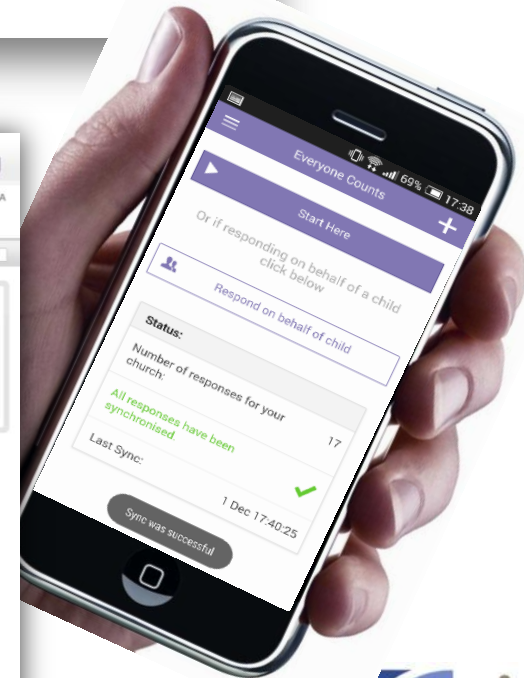 69% 17:38
Everyone Counts
Start Here
Or if responding on behalf of a child
click below
Respond on behalf of child
Status:
Number of responses for your
church:
17
All responses have been
synchronised.
Last Sync:
1 Dec 17:40:25
Sync was successful
A